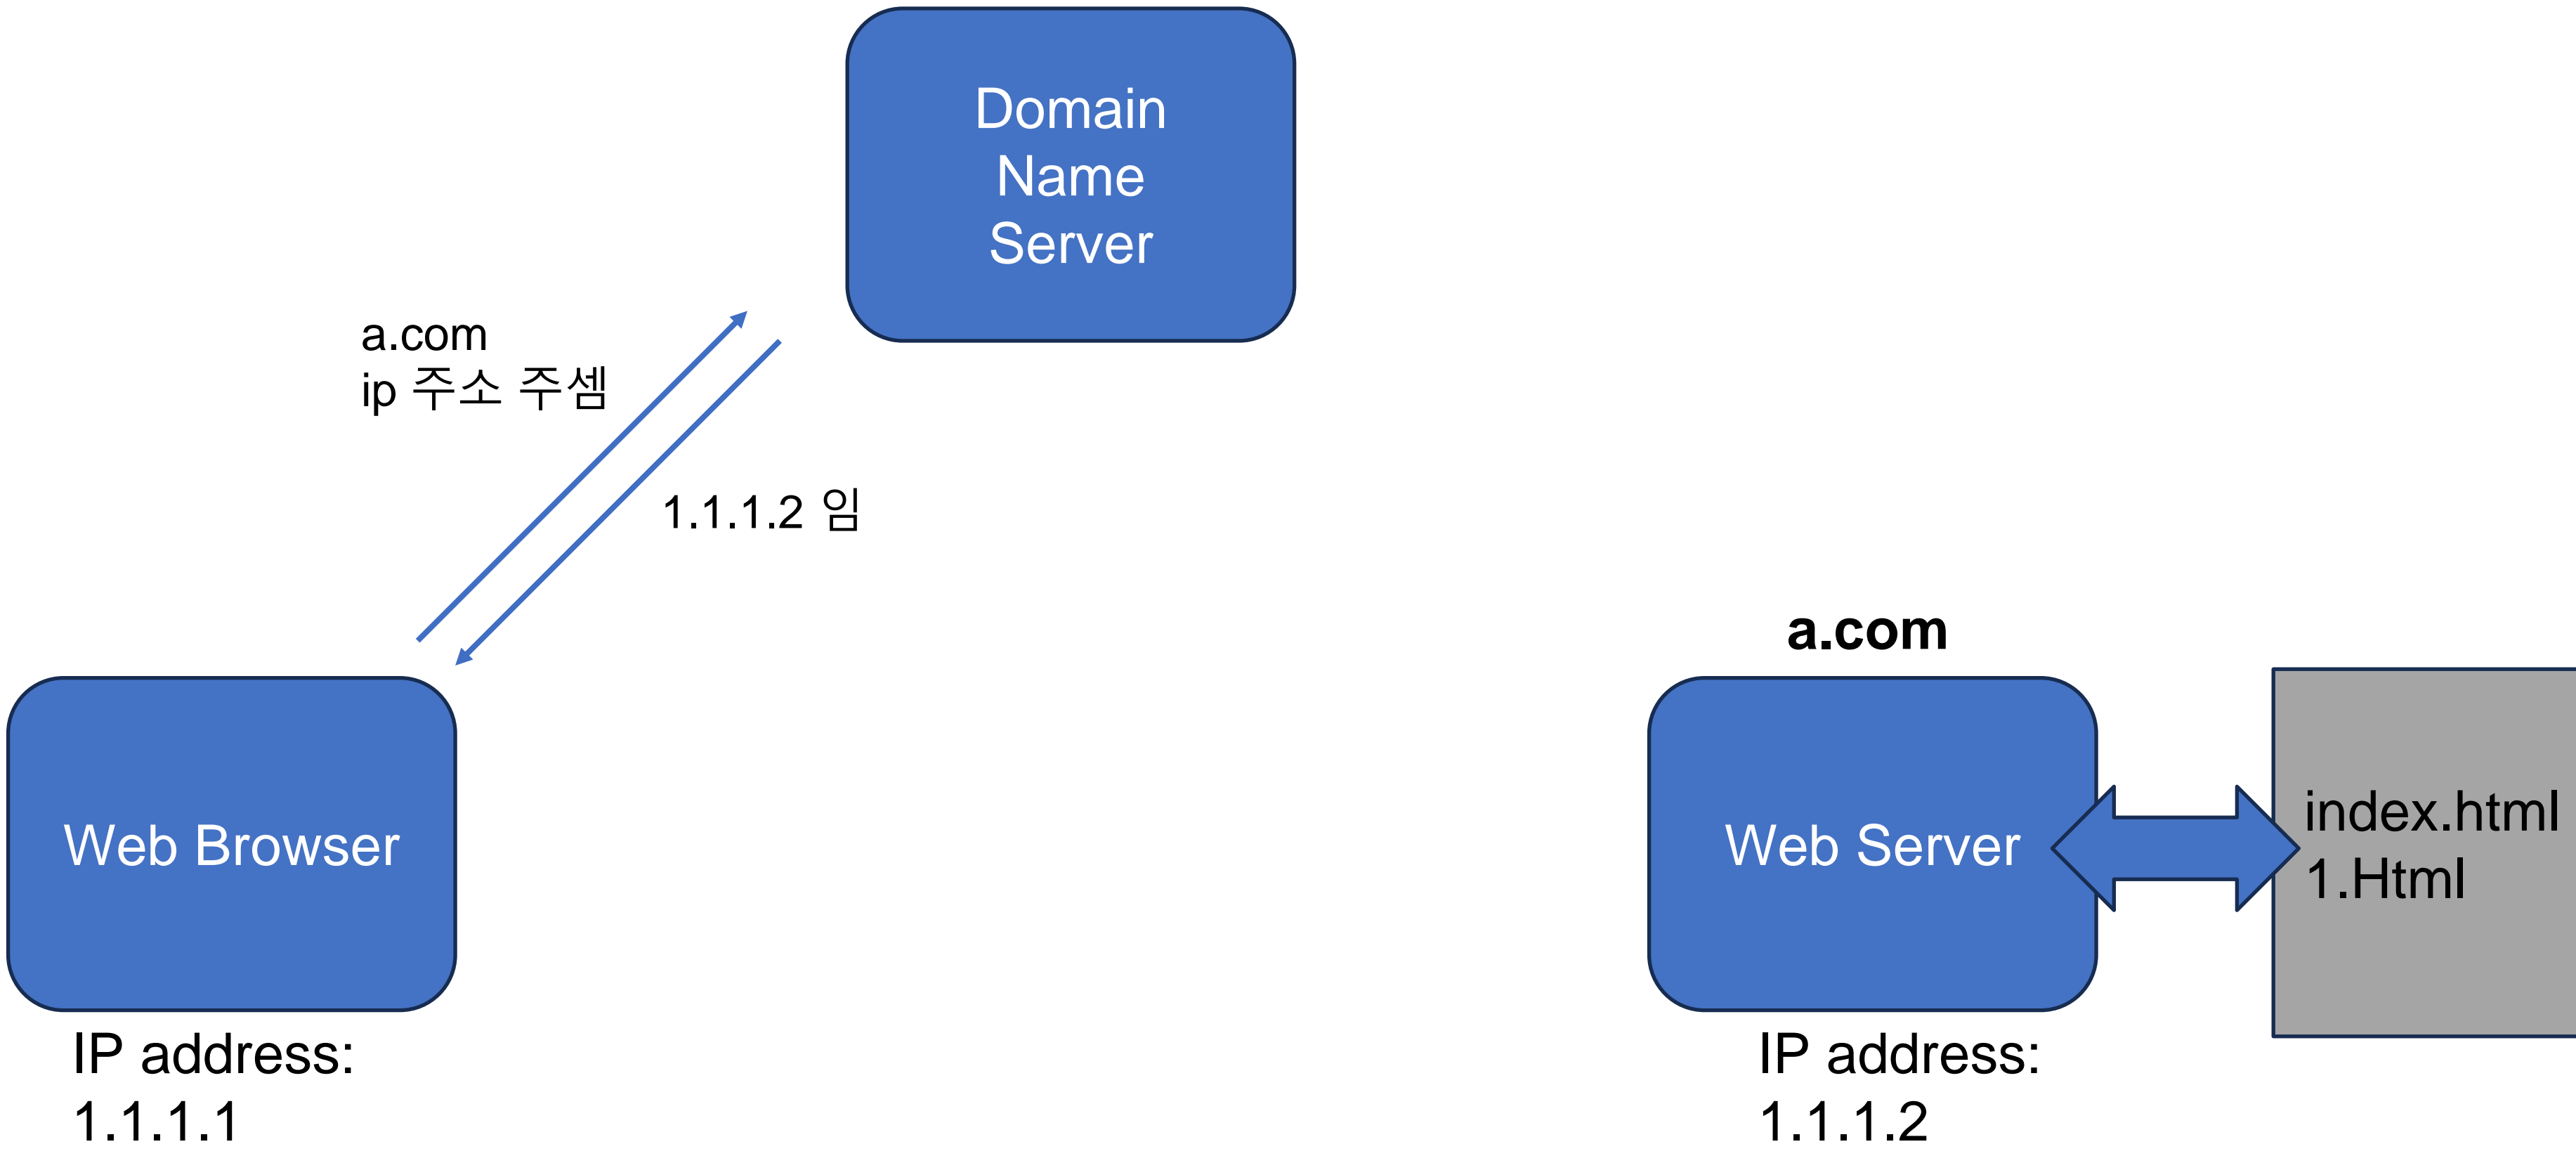 Domain
Name
Server
a.com
ip 주소 주셈
1.1.1.2 임
a.com
Web Browser
Web Server
index.html
1.Html
IP address:
1.1.1.1
IP address:
1.1.1.2